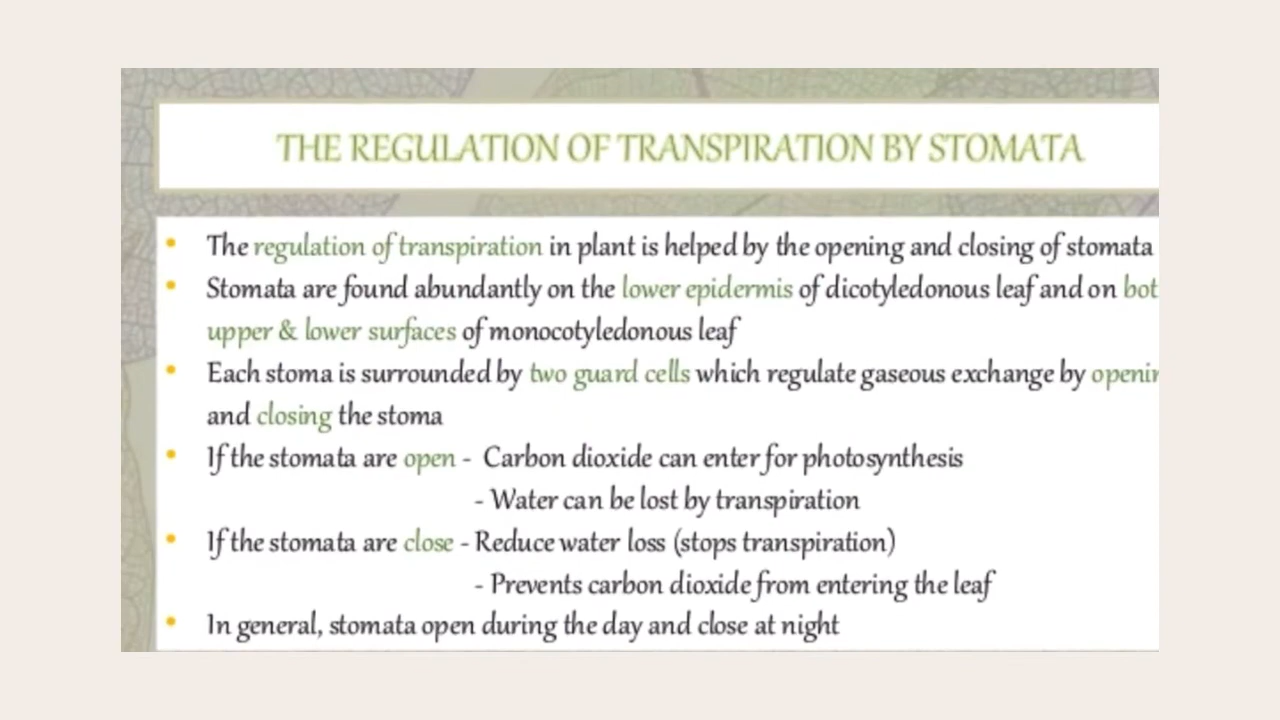 THE REGULATION OF TRANSPIRATION BY STOMATA
• The regulation of transpiration in plant is helped by the opening and closing of stomata
• Stomata are found abundantly on the lower epidermis of dicotyledonous leaf and on bot
upper & lower surfaces of monocotyledonous leaf
• Each stoma is surrounded by two guard cells which regulate gaseous exchange by openin
and closing the stoma
• If the stomata are open - Carbon dioxide can enter for photosynthesis
- Water can be lost by transpiration
• If the stomata are close - Reduce water loss (stops transpiration)
- Prevents carbon dioxide from entering the leaf
• In general, stomata open during the day and close at night